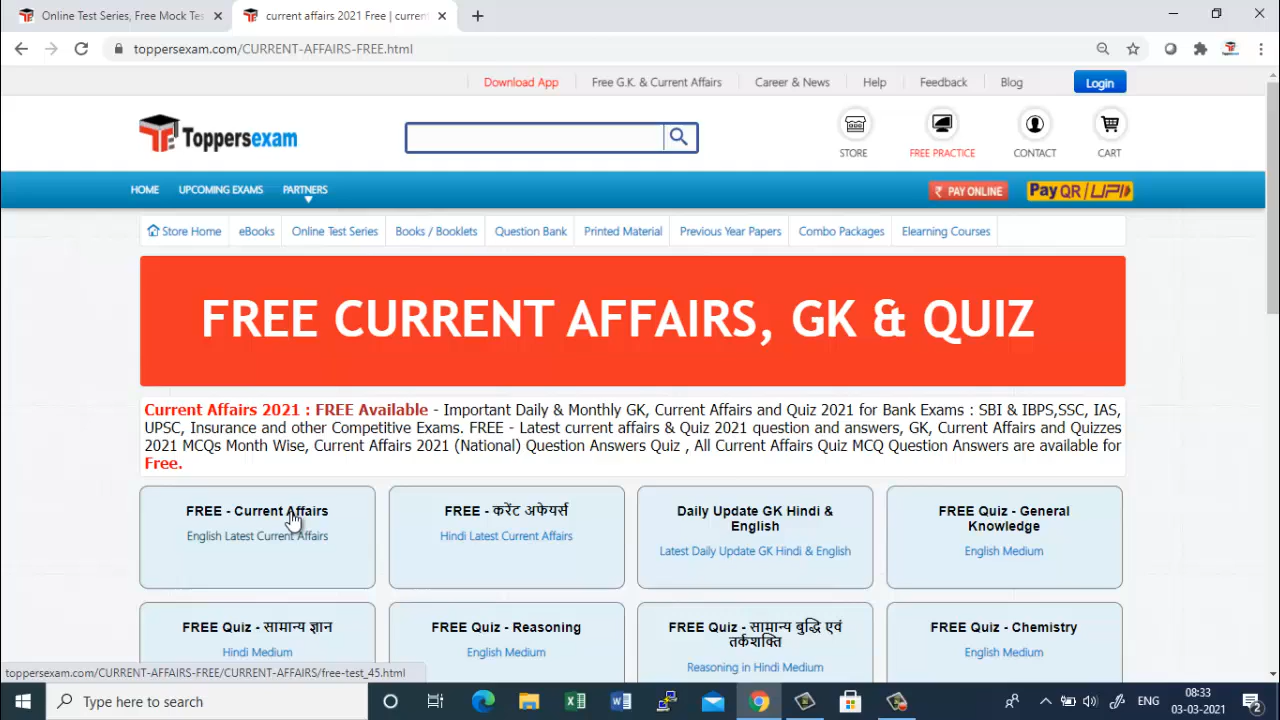 Online Test Series, Free Mock Tes
current affairs 2021 Free | curren
toppersexam.com/CURRENT-AFFAIRS-FREE.html
Download App
Free G.K. & Current Affairs
Career & News
Help
Feedback
Blog
Login
Toppersexam
STORE
FREE PRACTICE
CONTACT
CART
HOME
UPCOMING EXAMS
PARTNERS
₹ PAY ONLINE
Pay QR / UPI
Store Home
eBooks
Online Test Series
Books / Booklets
Question Bank
Printed Material
Previous Year Papers
Combo Packages
Elearning Courses
FREE CURRENT AFFAIRS, GK & QUIZ
Current Affairs 2021 : FREE Available - Important Daily & Monthly GK, Current Affairs and Quiz 2021 for Bank Exams : SBI & IBPS,SSC, IAS,
UPSC, Insurance and other Competitive Exams. FREE - Latest current affairs & Quiz 2021 question and answers, GK, Current Affairs and Quizzes
2021 MCQs Month Wise, Current Affairs 2021 (National) Question Answers Quiz , All Current Affairs Quiz MCQ Question Answers are available for
Free.
FREE - Current Affairs
English Latest Current Affairs
FREE - करेंट अफेयर्स
Hindi Latest Current Affairs
Daily Update GK Hindi &
English
Latest Daily Update GK Hindi & English
FREE Quiz - General
Knowledge
English Medium
FREE Quiz - सामान्य ज्ञान
Hindi Medium
FREE Quiz - Reasoning
English Medium
FREE Quiz - सामान्य बुद्धि एवं
तर्कशक्ति
Reasoning in Hindi Medium
FREE Quiz - Chemistry
English Medium
toppersexam.com/CURRENT-AFFAIRS-FREE/CURRENT-AFFAIRS/free-test_45.html
Type here to search
ENG
08:33
03-03-2021
2